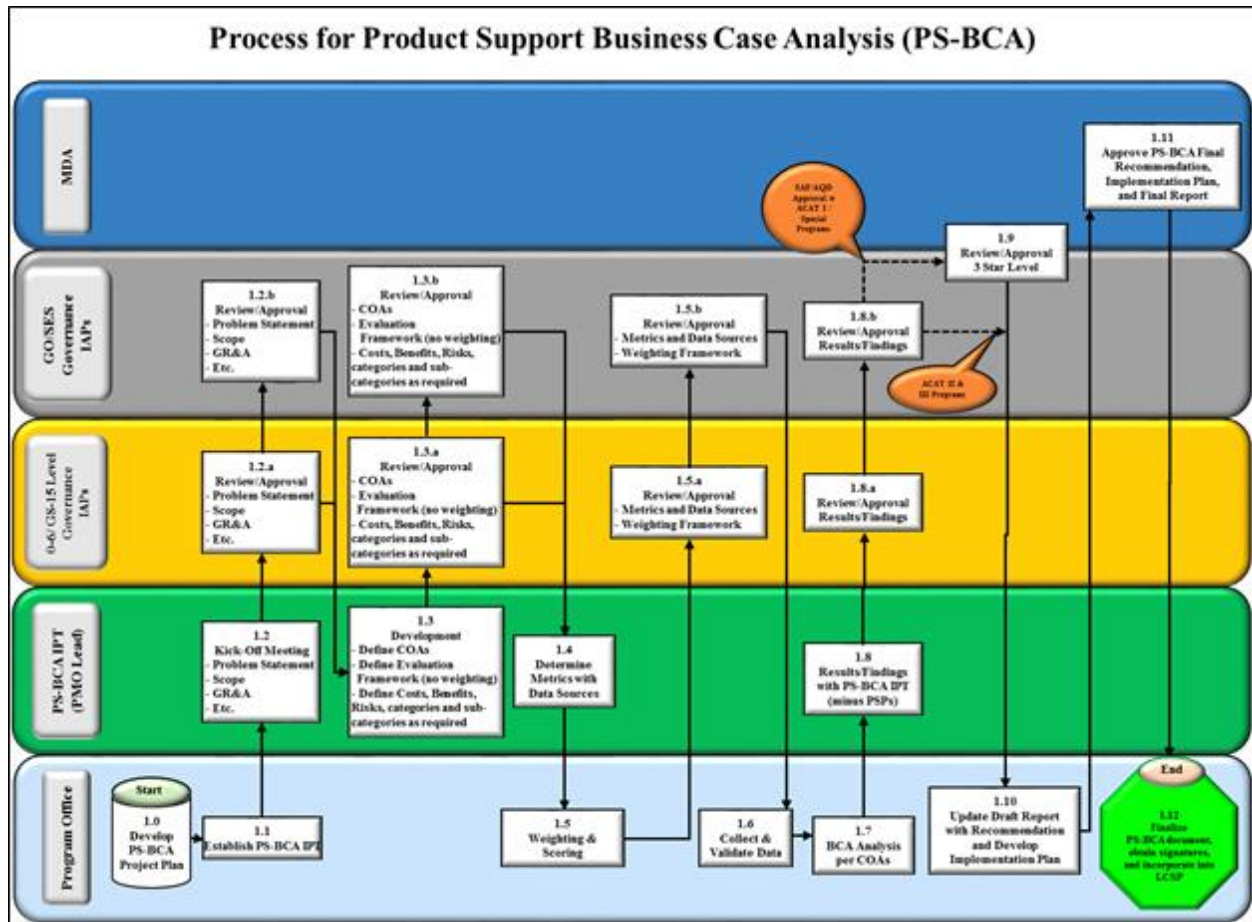 Process for Product Support Business Case Analysis (PS-BCA)
MDA
1.11
Approve PS-BCA Final
Recommendation,
Implementation Plan,
and Final Report
SAF/AQD
Approval
ACAT I /
Special
Programs
1.9
Review/Approval
3 Star Level
GO/SES
Governance
IAPs
1.2.b
Review/Approval
- Problem Statement
- Scope
- GR&A
- Etc.
1.3.b
Review/Approval
- COAs
- Evaluation
Framework (no weighting)
- Costs, Benefits, Risks,
categories and sub-
categories as required
1.5.b
Review/Approval
- Metrics and Data Sources
- Weighting Framework
1.8.b
Review/Approval
Results/Findings
ACAT II &
III Programs
0-6/ GS-15 Level
Governance
IAPs
1.2.a
Review/Approval
- Problem Statement
- Scope
- GR&A
- Etc.
1.3.a
Review/Approval
- COAs
- Evaluation
Framework (no weighting)
- Costs, Benefits, Risks,
categories and sub-
categories as required
1.5.a
Review/Approval
- Metrics and Data Sources
- Weighting Framework
1.8.a
Review/Approval
Results/Findings
PS-BCA IPT
(PMO Lead)
1.2
Kick-Off Meeting
- Problem Statement
- Scope
- GR&A
- Etc.
1.3
Development
- Define COAs
- Define Evaluation
Framework (no weighting)
- Define Costs, Benefits,
Risks, categories and sub-
categories as required
1.4
Determine
Metrics with
Data Sources
1.8
Results/Findings
with PS-BCA IPT
(minus PSPs)
Program Office
Start
1.0
Develop
PS-BCA
Project Plan
1.1
Establish PS-BCA IPT
1.5
Weighting &
Scoring
1.6
Collect &
Validate Data
1.7
BCA Analysis
per COAs
1.10
Update Draft Report
with Recommendation
and Develop
Implementation Plan
End
1.12
Finalize
PS-BCA document,
obtain signatures,
and incorporate into
LCSP